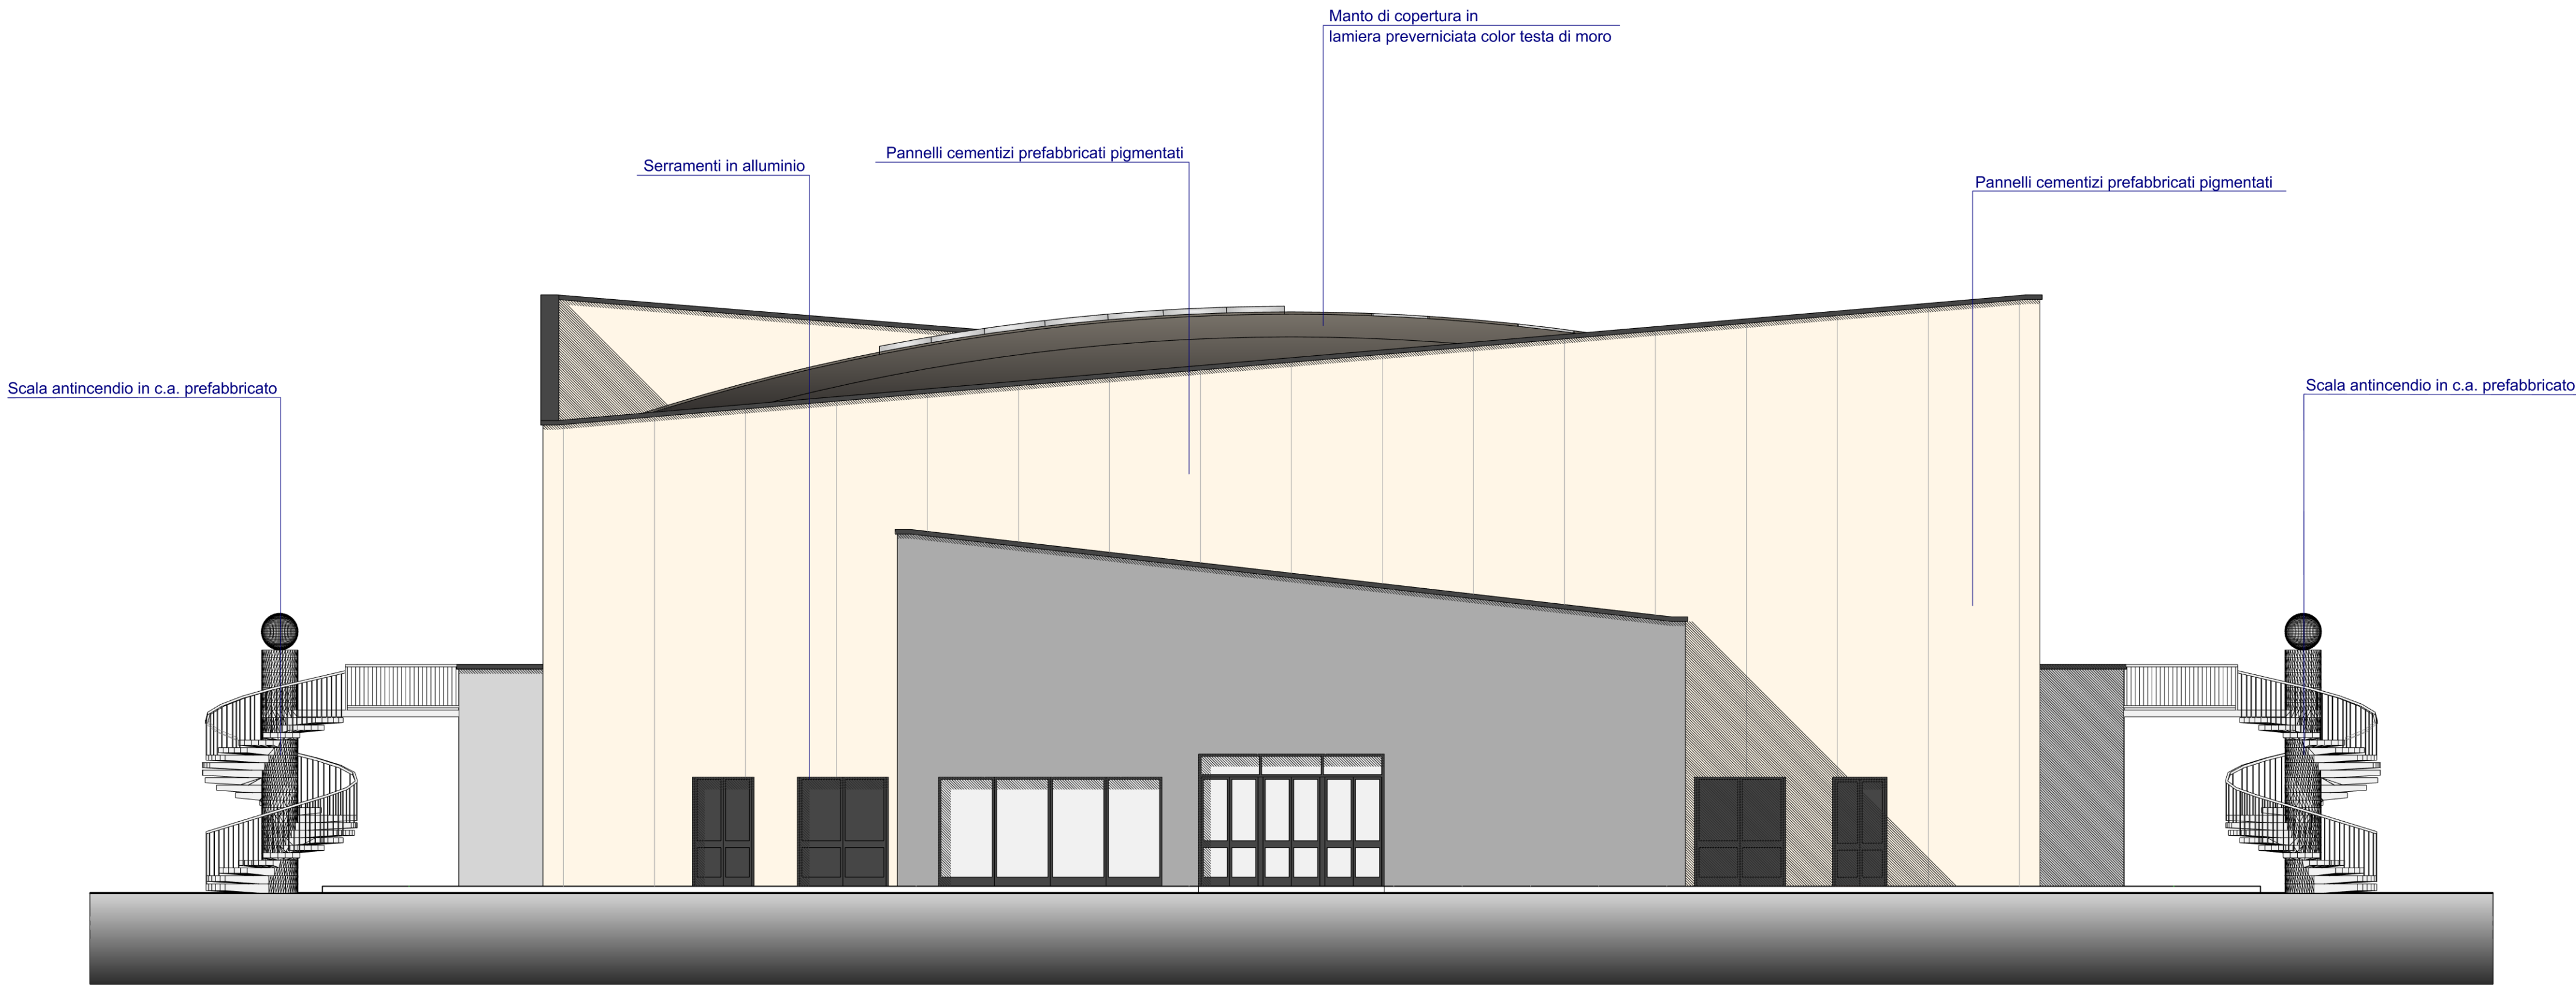 Manto di copertura in
lamiera preverniciata color testa di moro
Pannelli cementizi prefabbricati pigmentati
Serramenti in alluminio
Pannelli cementizi prefabbricati pigmentati
Scala antincendio in c.a. prefabbricato
Scala antincendio in c.a. prefabbricato